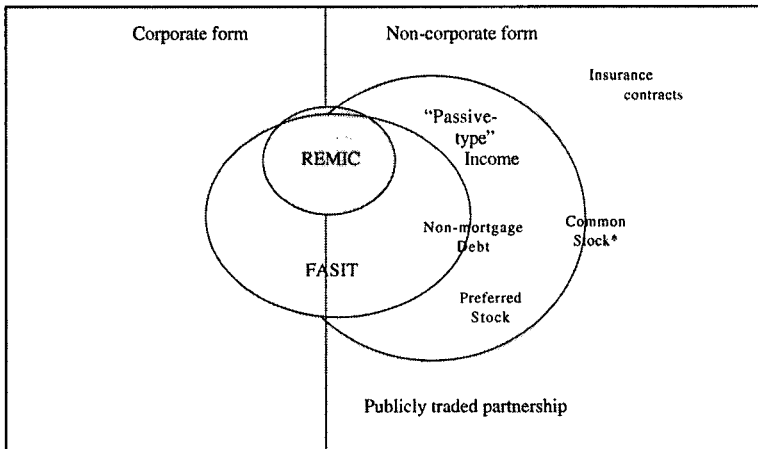 Corporate form
Non-corporate form
Insurance
contracts
“Passive-
type”
Income
REMIC
Non-mortgage
Debt
Common
Stock*
FASIT
Preferred
Stock
Publicly traded partnership